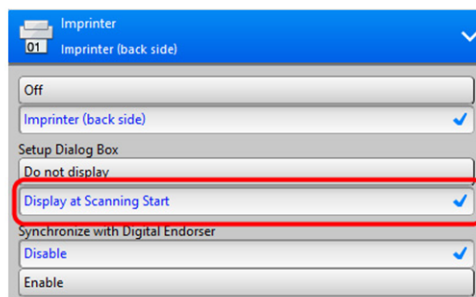 Imprinter
01
Imprinter (back side)
Off
Imprinter (back side)
Setup Dialog Box
Do not display
Display at Scanning Start
Synchronize with Digital Endorser
Disable
Enable